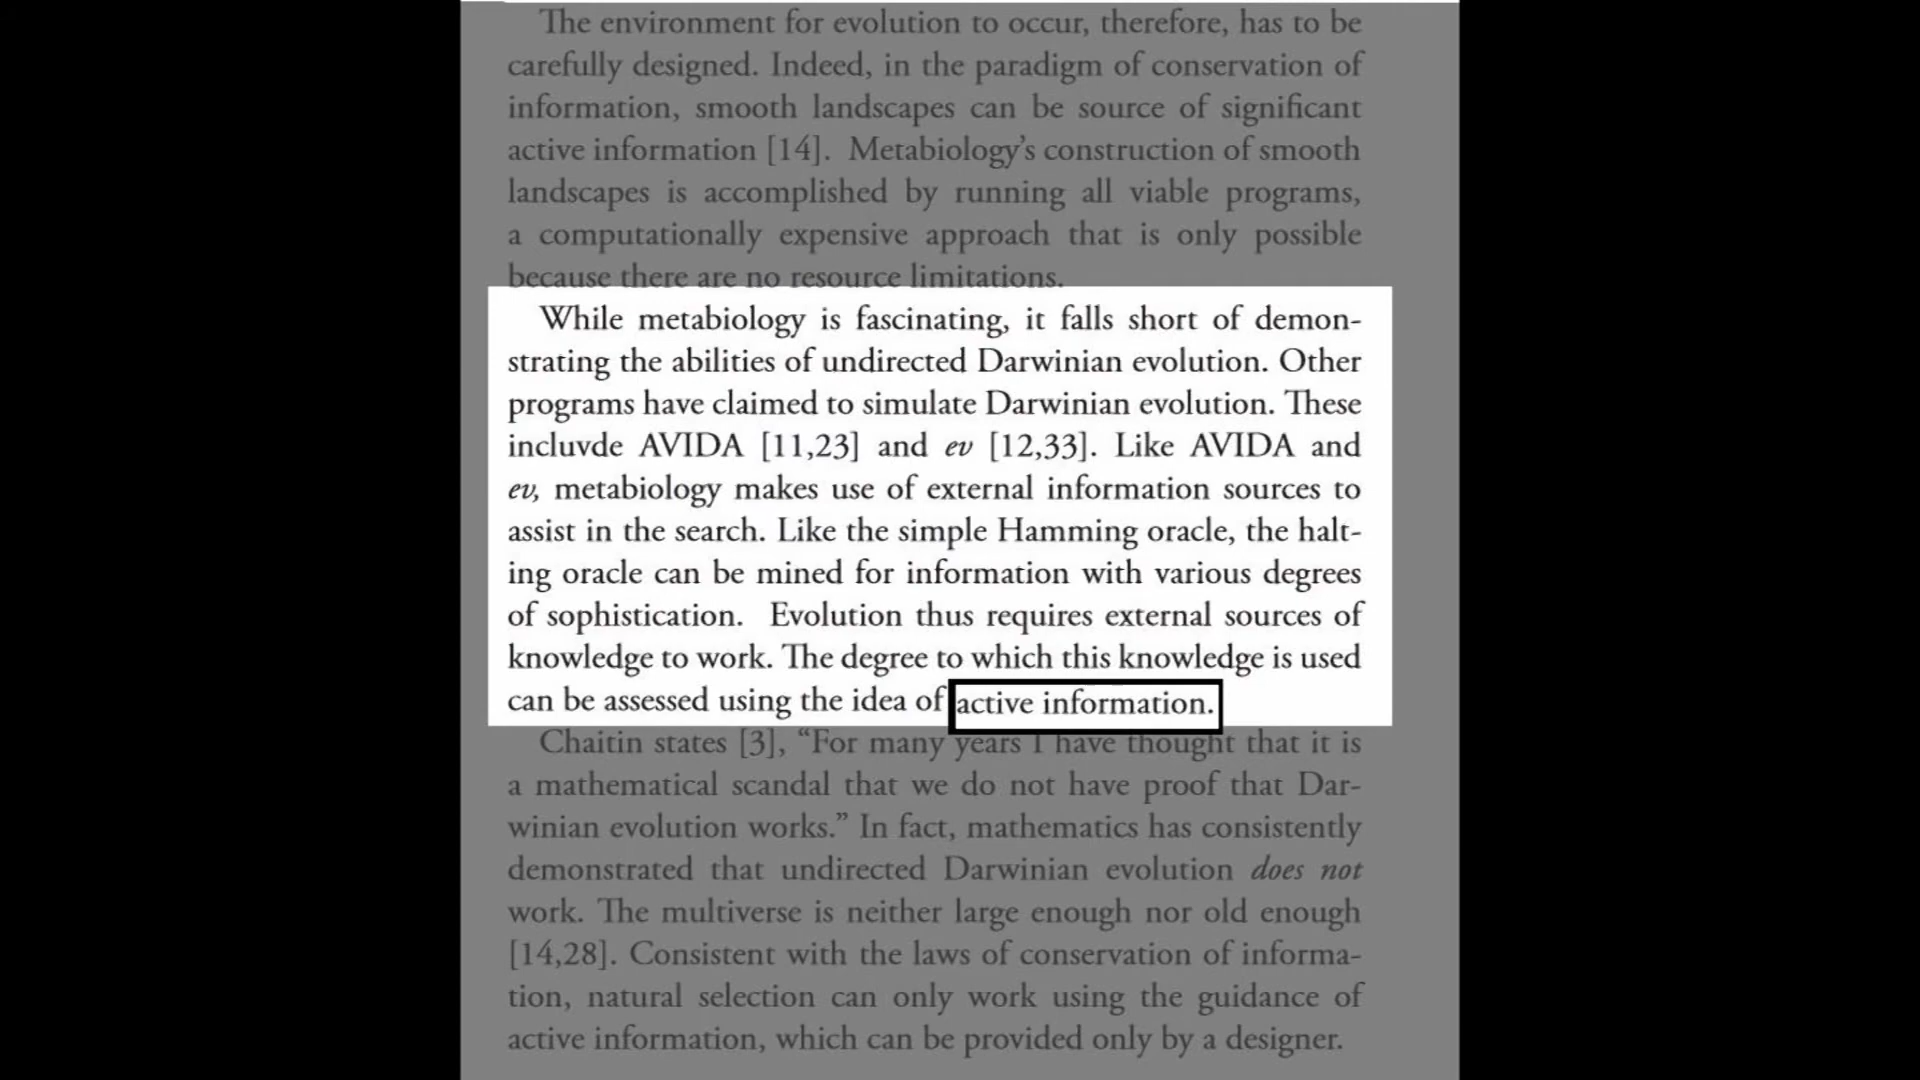 The environment for evolution to occur, therefore, has to be
carefully designed. Indeed, in the paradigm of conservation of
information, smooth landscapes can be source of significant
active information [14]. Metabiology’s construction of smooth
landscapes is accomplished by running all viable programs,
a computationally expensive approach that is only possible
because there are no resource limitations.
While metabiology is fascinating, it falls short of demon-
strating the abilities of undirected Darwinian evolution. Other
programs have claimed to simulate Darwinian evolution. These
incluvde AVIDA [11,23] and ev [12,33]. Like AVIDA and
ev, metabiology makes use of external information sources to
assist in the search. Like the simple Hamming oracle, the halt-
ing oracle can be mined for information with various degrees
of sophistication. Evolution thus requires external sources of
knowledge to work. The degree to which this knowledge is used
can be assessed using the idea of active information.
Chaitin states [3], “For many years I have thought that it is
a mathematical scandal that we do not have proof that Dar-
winian evolution works.” In fact, mathematics has consistently
demonstrated that undirected Darwinian evolution does not
work. The multiverse is neither large enough nor old enough
[14,28]. Consistent with the laws of conservation of informa-
tion, natural selection can only work using the guidance of
active information, which can be provided only by a designer.